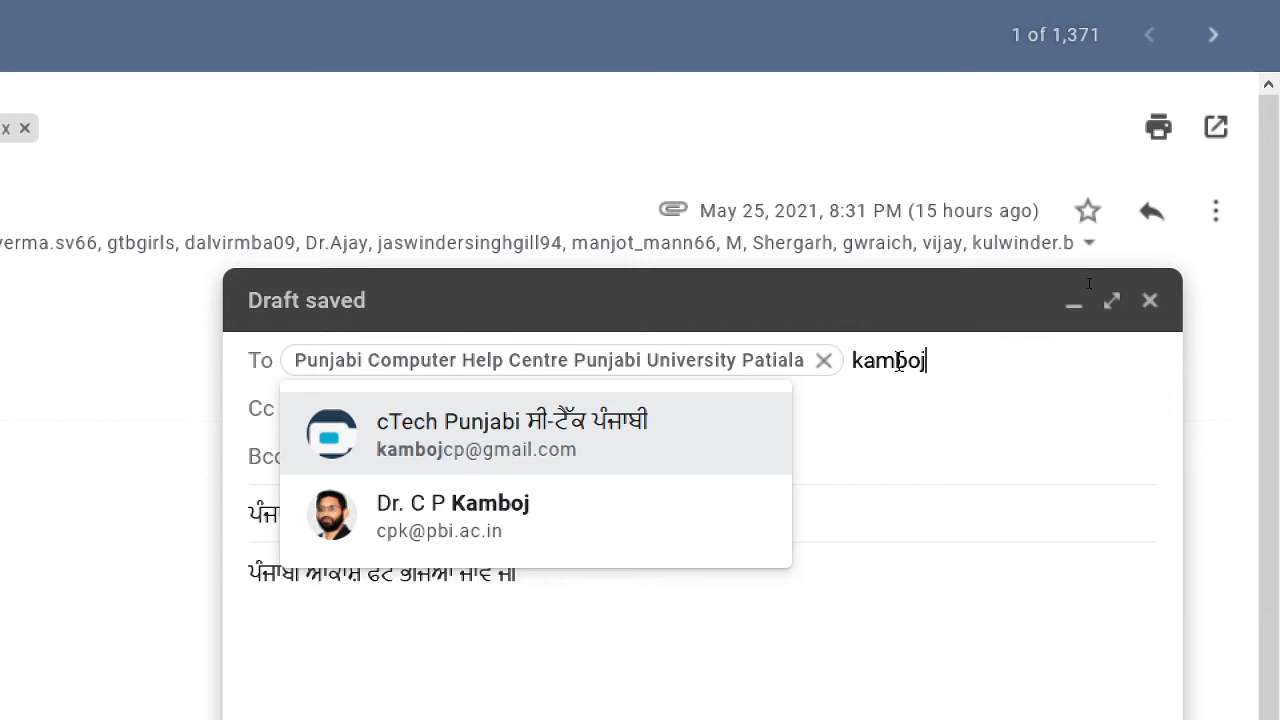 1 of 1,371
x
May 25, 2021, 8:31 PM (15 hours ago)
verma.sv66, gtbgirls, dalvirmba09, Dr.Ajay, jaswindersinghgill94, manjot_mann66, M, Shergarh, gwraich, vijay, kulwinder.b
Draft saved
To Punjabi Computer Help Centre Punjabi University Patiala kamboj
Cc
cTech Punjabi ਸੀ-ਟੈੱਕ ਪੰਜਾਬੀ
kambojcp@gmail.com
Bcc
Dr. C P Kamboj
ਪੰਜਾ
cpk@pbi.ac.in
ਪੰਜਾਬੀ ਆਕਾਸ਼ ਫੌਂਟ ਭੇਜਿਆ ਜਾਵੇ ਜੀ